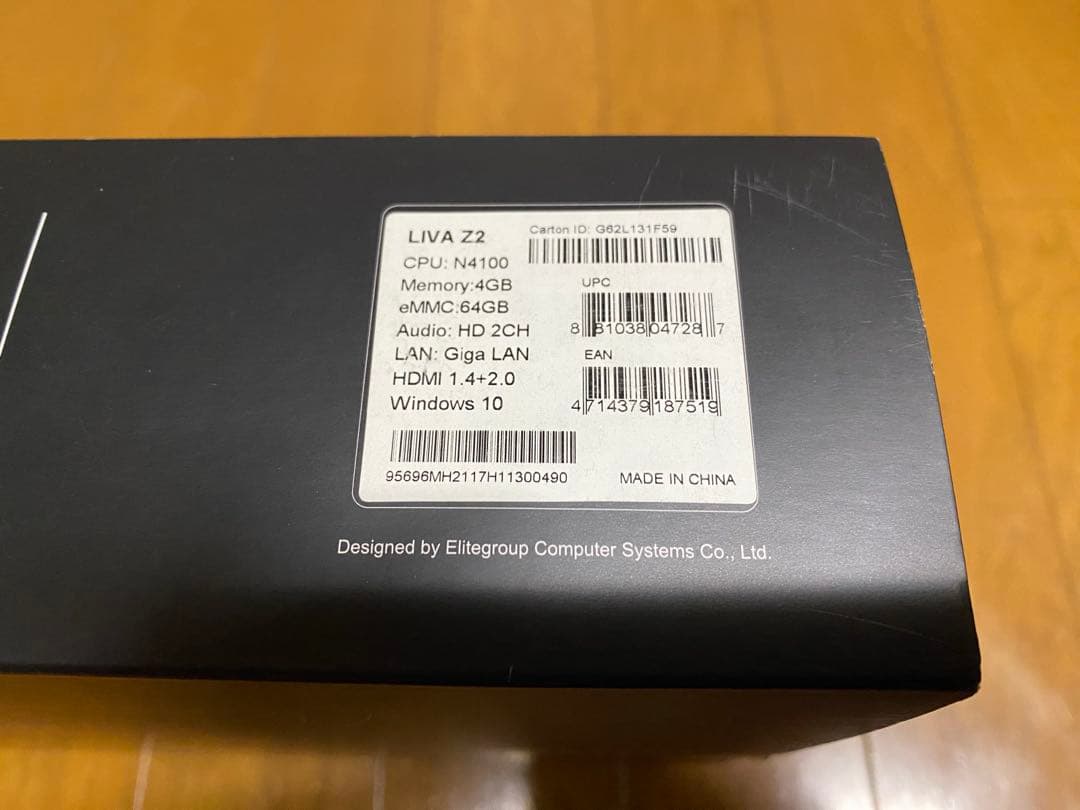 LIVA Z2
CPU: N4100
Memory:4GB
eMMC:64GB
Audio: HD 2CH
LAN: Giga LAN
HDMI 1.4+2.0
Windows 10
95696MH2117H11300490
Carton ID: G62L131F59
UPC
8 81038 04728 7
EAN
4 714379 187519
MADE IN CHINA
Designed by Elitegroup Computer Systems Co., Ltd.